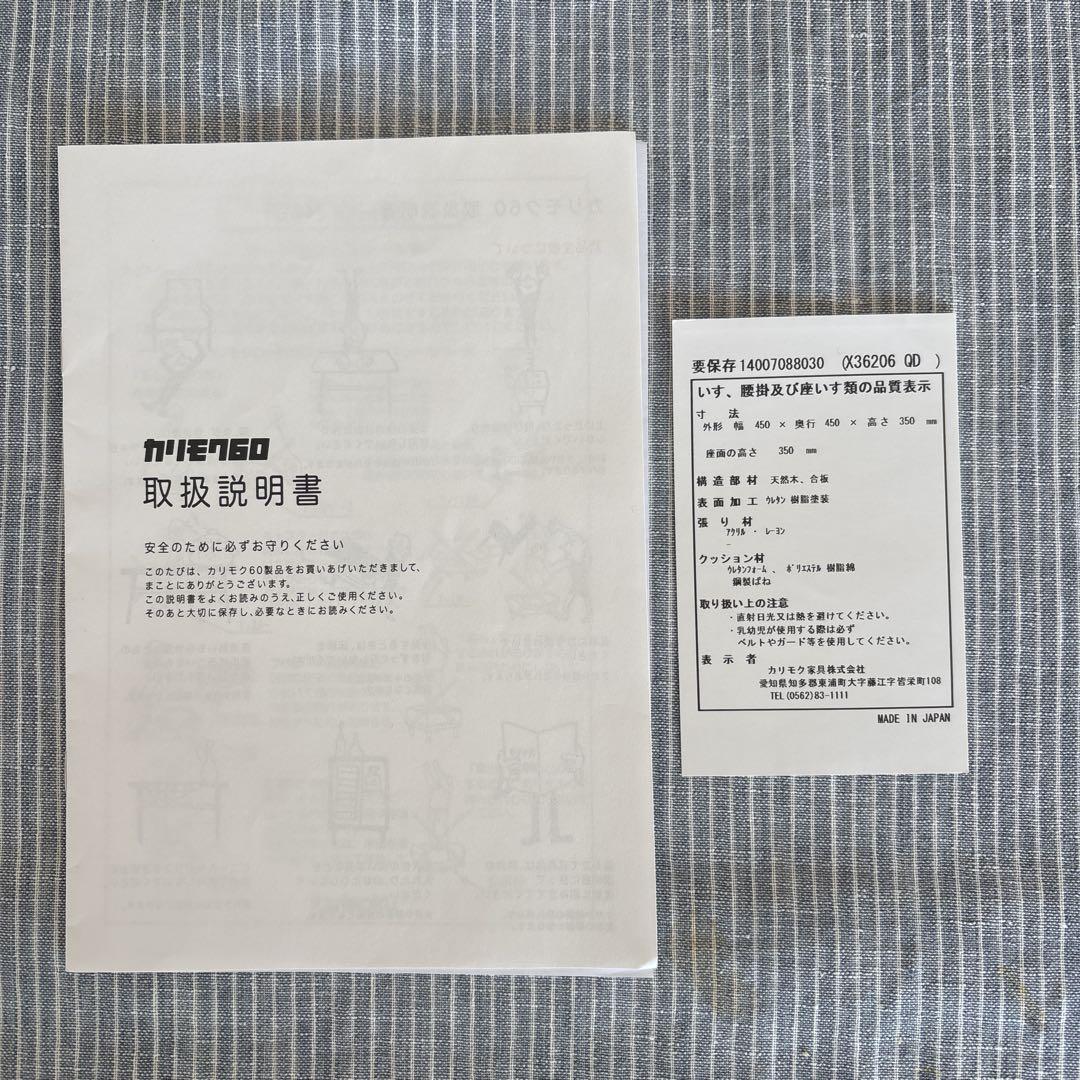 カリモク60
取扱説明書
安全のために必ずお守りください
このたびは、カリモク60製品をお買いあげいただきまして、
まことにありがとうございます。
この説明書をよくお読みのうえ、正しくご使用ください。
そのあと大切に保存し、必要なときにお読みください。
要保存 14007088030 (X36206 QD )
いす、腰掛及び座いす類の品質表示
寸 法
外形 幅 450 × 奥行 450 × 高さ 350 mm
座面の高さ 350 mm
構造部材 天然木、合板
表面加工 ウレタン 樹脂塗装
張り材
アクリル ・ レーヨン
クッション材
ウレタンフォーム 、 ポリエステル 樹脂綿
鋼製ばね
取り扱い上の注意
・直射日光又は熱を避けてください。
・乳幼児が使用する際は必ず
ベルトやガード等を使用してください。
表 示 者
カリモク家具株式会社
愛知県知多郡東浦町大字藤江字皆栄町108
TEL (0562)83-1111
MADE IN JAPAN